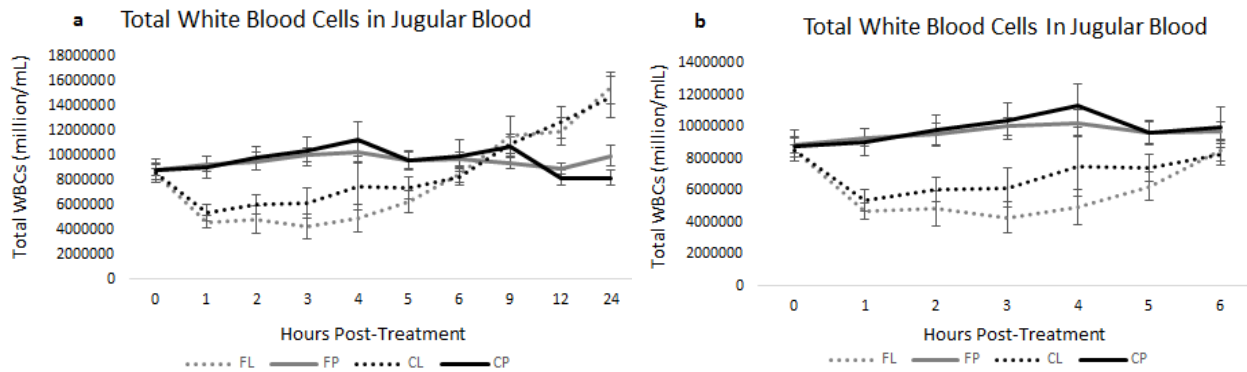 a Total White Blood Cells in Jugular Blood
Total WBCs (million/mL)
18000000
16000000
14000000
12000000
10000000
8000000
6000000
4000000
2000000
0
0 1 2 3 4 5 6 9 12 24
Hours Post-Treatment
FL FP CL CP
b Total White Blood Cells In Jugular Blood
Total WBCs (million/mlL)
14000000
12000000
10000000
8000000
6000000
4000000
2000000
0
0 1 2 3 4 5 6
Hours Post-Treatment
FL FP CL CP